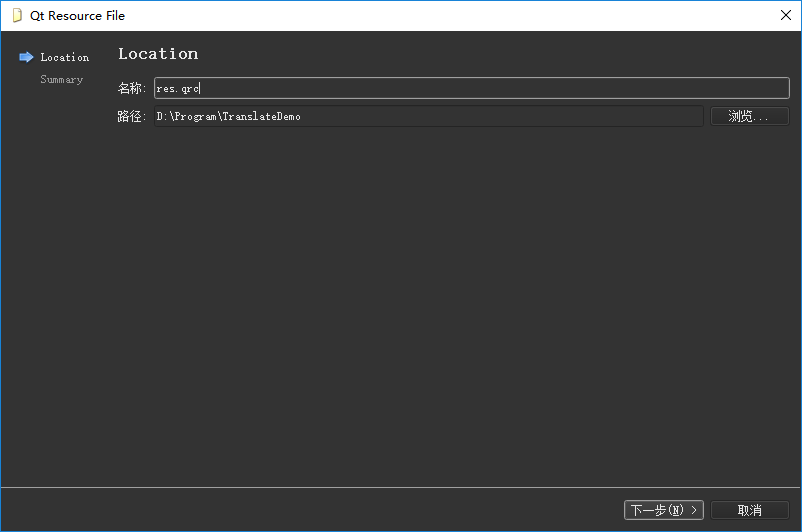 Qt Resource File
Location
Summary
Location
名称: res.qrc
路径: D:\Program\TranslateDemo 浏览...
下一步(N) > 取消